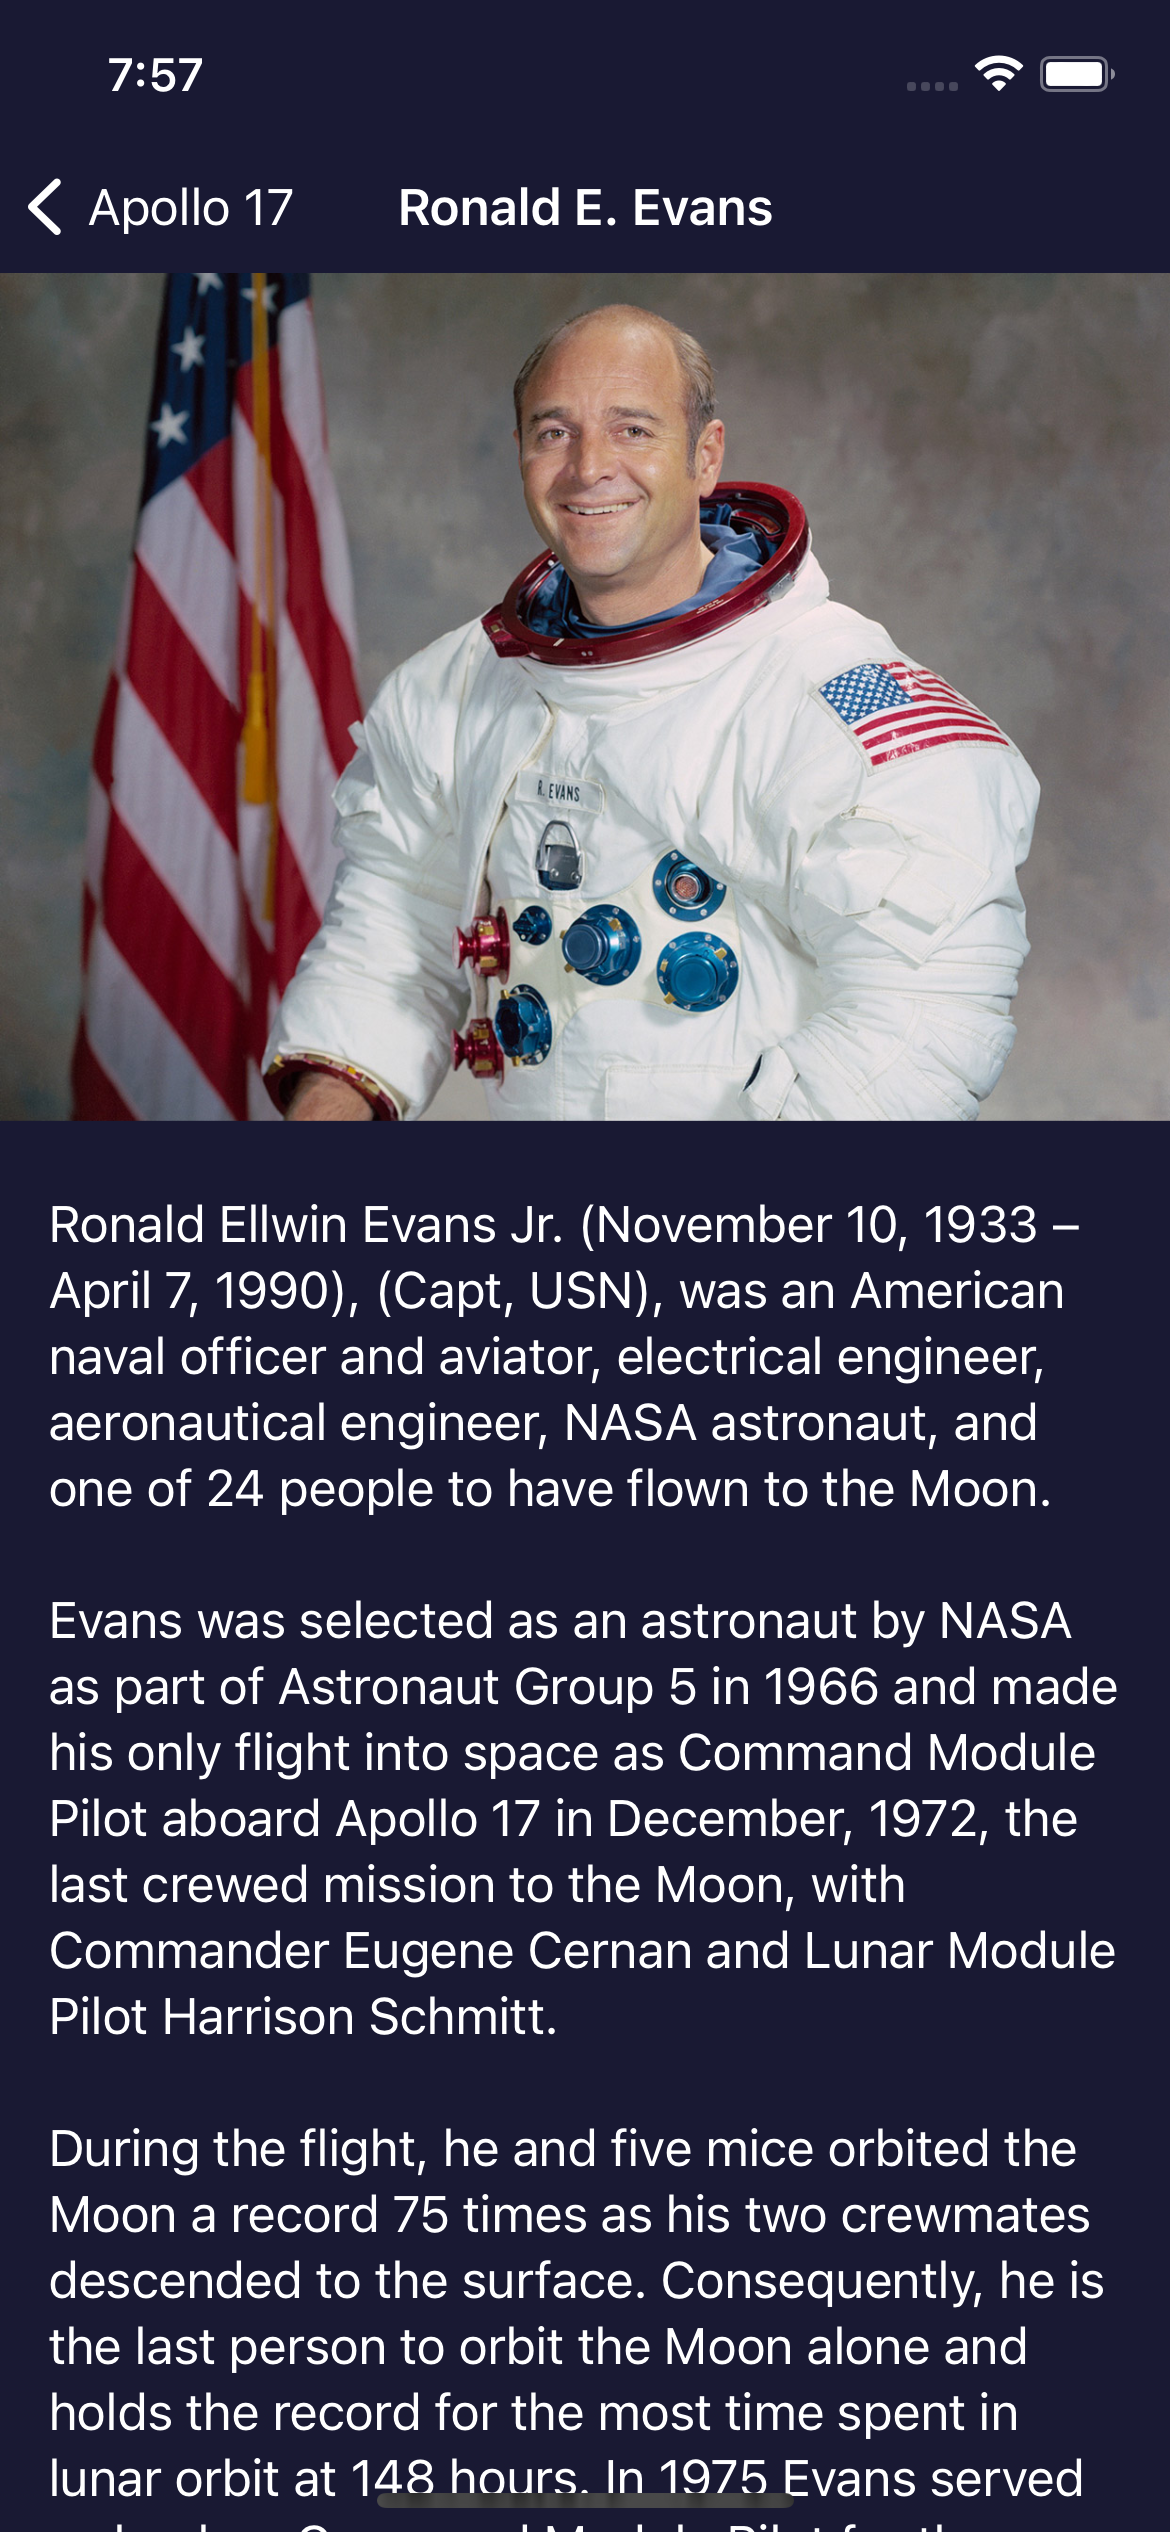 7:57
Apollo 17
Ronald E. Evans
R. EVANS
Ronald Ellwin Evans Jr. (November 10, 1933 –
April 7, 1990), (Capt, USN), was an American
naval officer and aviator, electrical engineer,
aeronautical engineer, NASA astronaut, and
one of 24 people to have flown to the Moon.
Evans was selected as an astronaut by NASA
as part of Astronaut Group 5 in 1966 and made
his only flight into space as Command Module
Pilot aboard Apollo 17 in December, 1972, the
last crewed mission to the Moon, with
Commander Eugene Cernan and Lunar Module
Pilot Harrison Schmitt.
During the flight, he and five mice orbited the
Moon a record 75 times as his two crewmates
descended to the surface. Consequently, he is
the last person to orbit the Moon alone and
holds the record for the most time spent in
lunar orbit at 148 hours. In 1975 Evans served